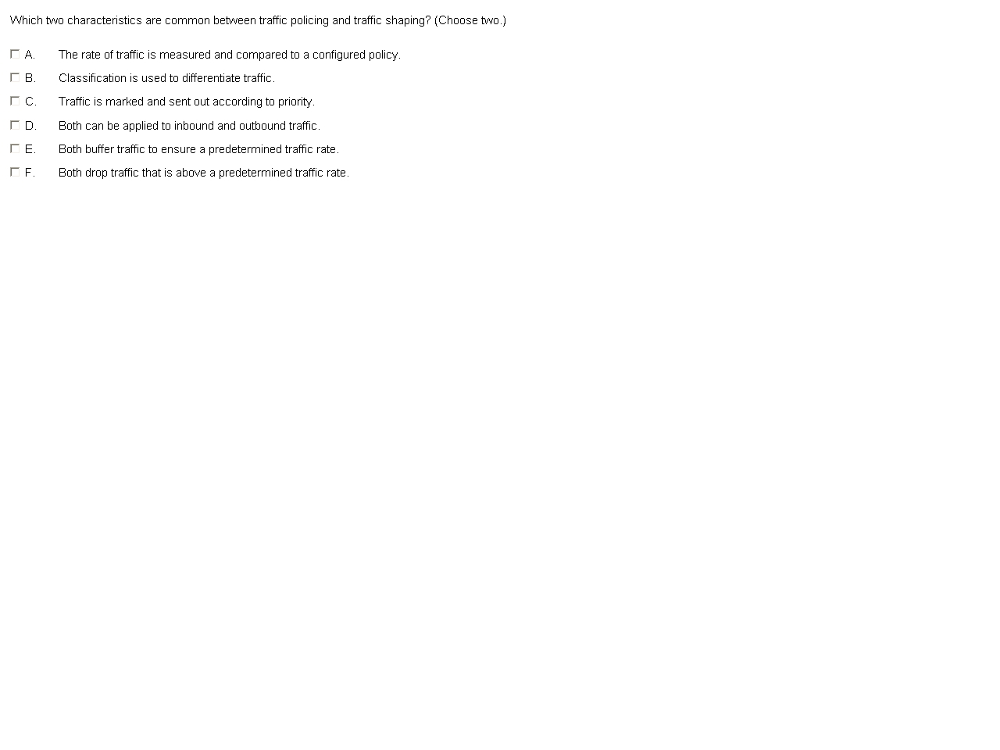 Which two characteristics are common between traffic policing and traffic shaping? (Choose two.)
A. The rate of traffic is measured and compared to a configured policy.
B. Classification is used to differentiate traffic.
C. Traffic is marked and sent out according to priority.
D. Both can be applied to inbound and outbound traffic.
E. Both buffer traffic to ensure a predetermined traffic rate.
F. Both drop traffic that is above a predetermined traffic rate.